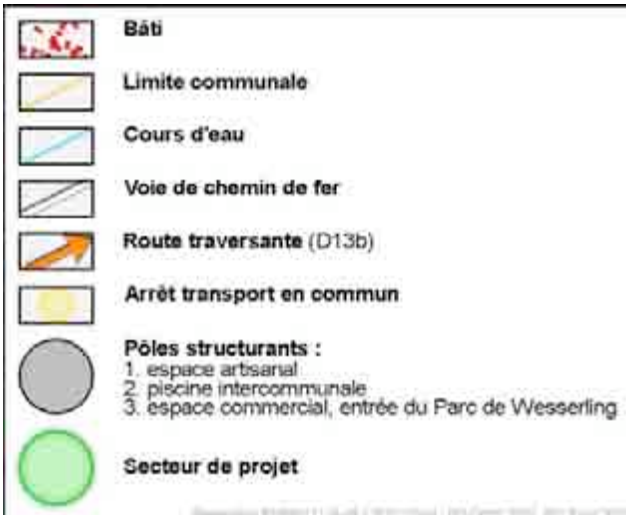 Bâti
Limite communale
Cours d'eau
Voie de chemin de fer
Route traversante (D13b)
Arrêt transport en commun
Pôles structurants :
1. espace artisanal
2. piscine intercommunale
3. espace commercial, entrée du Parc de Wesserling
Secteur de projet